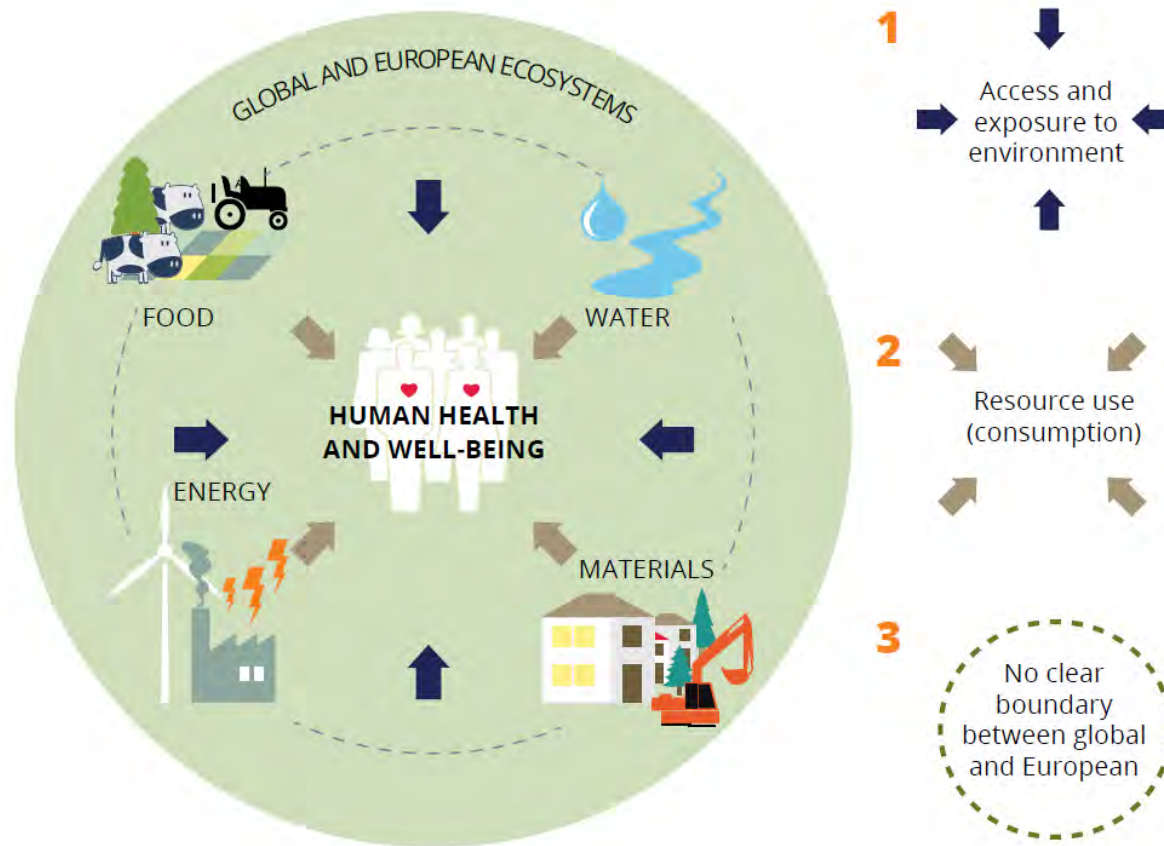 GLOBAL AND EUROPEAN ECOSYSTEMS
FOOD
WATER
HUMAN HEALTH
AND WELL-BEING
ENERGY
MATERIALS
1
Access and
exposure to
environment
2
Resource use
(consumption)
3
No clear
boundary
between global
and European